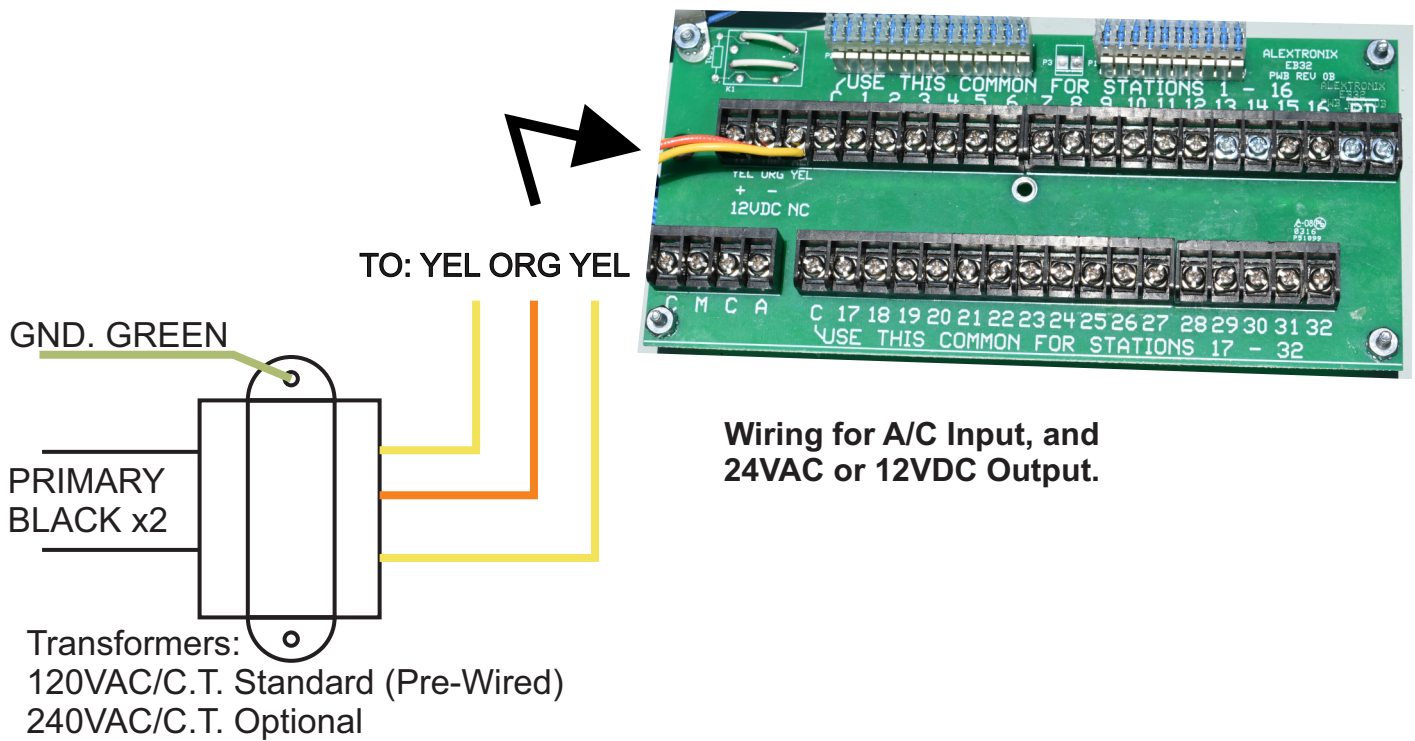 TO: YEL ORG YEL
GND. GREEN
PRIMARY
BLACK x2
Transformers:
120VAC/C.T. Standard (Pre-Wired)
240VAC/C.T. Optional
Wiring for A/C Input, and
24VAC or 12VDC Output.
K1
P3
P1
ALEXTRONIX
EB32
PWB REV 0B
ALEXTRONIX
EB32
USE THIS COMMON FOR STATIONS 1 - 16
C 1 2 3 4 5 6 7 8 9 10 11 12 13 14 15 16
YEL ORG YEL
+ -
12VDC NC
C M C A
C 17 18 19 20 21 22 23 24 25 26 27 28 29 30 31 32
USE THIS COMMON FOR STATIONS 17 - 32